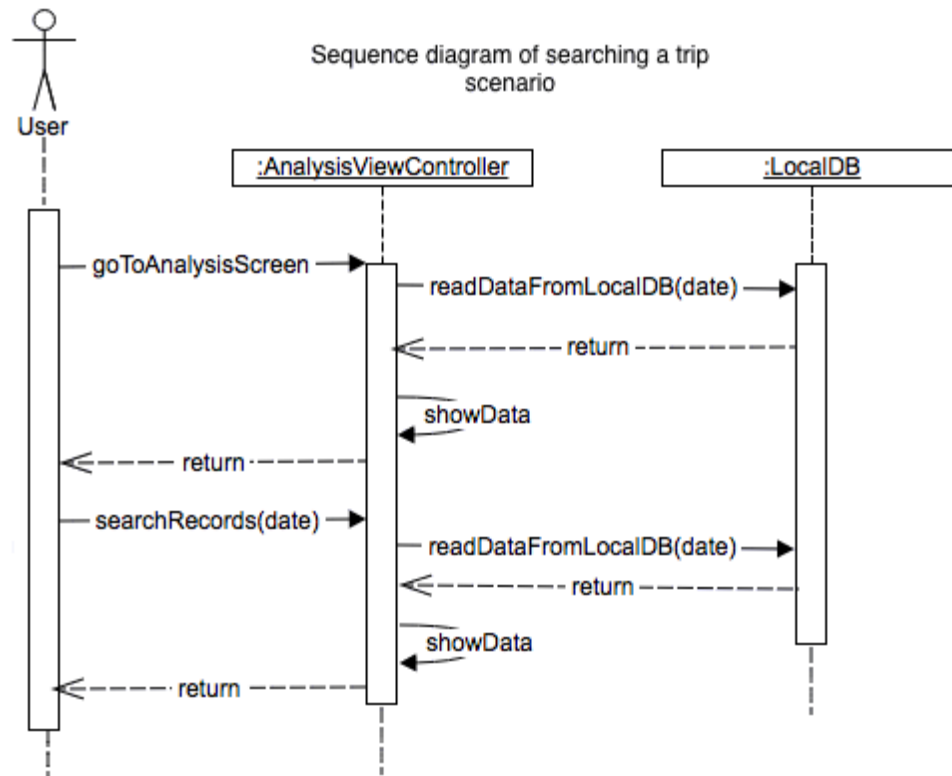 Sequence diagram of searching a trip
scenario
User
:AnalysisViewController
:LocalDB
goToAnalysisScreen
readDataFromLocalDB(date)
return
showData
return
searchRecords(date)
readDataFromLocalDB(date)
return
showData
return